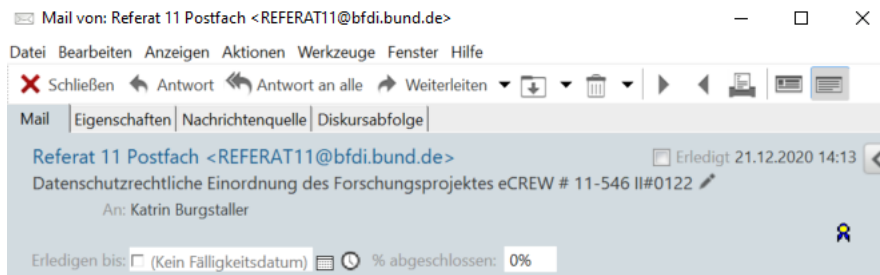 Mail von: Referat 11 Postfach <REFERAT11@bfdi.bund.de>
Datei Bearbeiten Anzeigen Aktionen Werkzeuge Fenster Hilfe
Schließen Antwort Antwort an alle Weiterleiten
Mail Eigenschaften Nachrichtenquelle Diskursabfolge
Referat 11 Postfach <REFERAT11@bfdi.bund.de> Erledigt 21.12.2020 14:13
Datenschutzrechtliche Einordnung des Forschungsprojektes eCREW # 11-546 II#0122
An: Katrin Burgstaller
Erledigen bis: (Kein Fälligkeitsdatum) % abgeschlossen: 0%